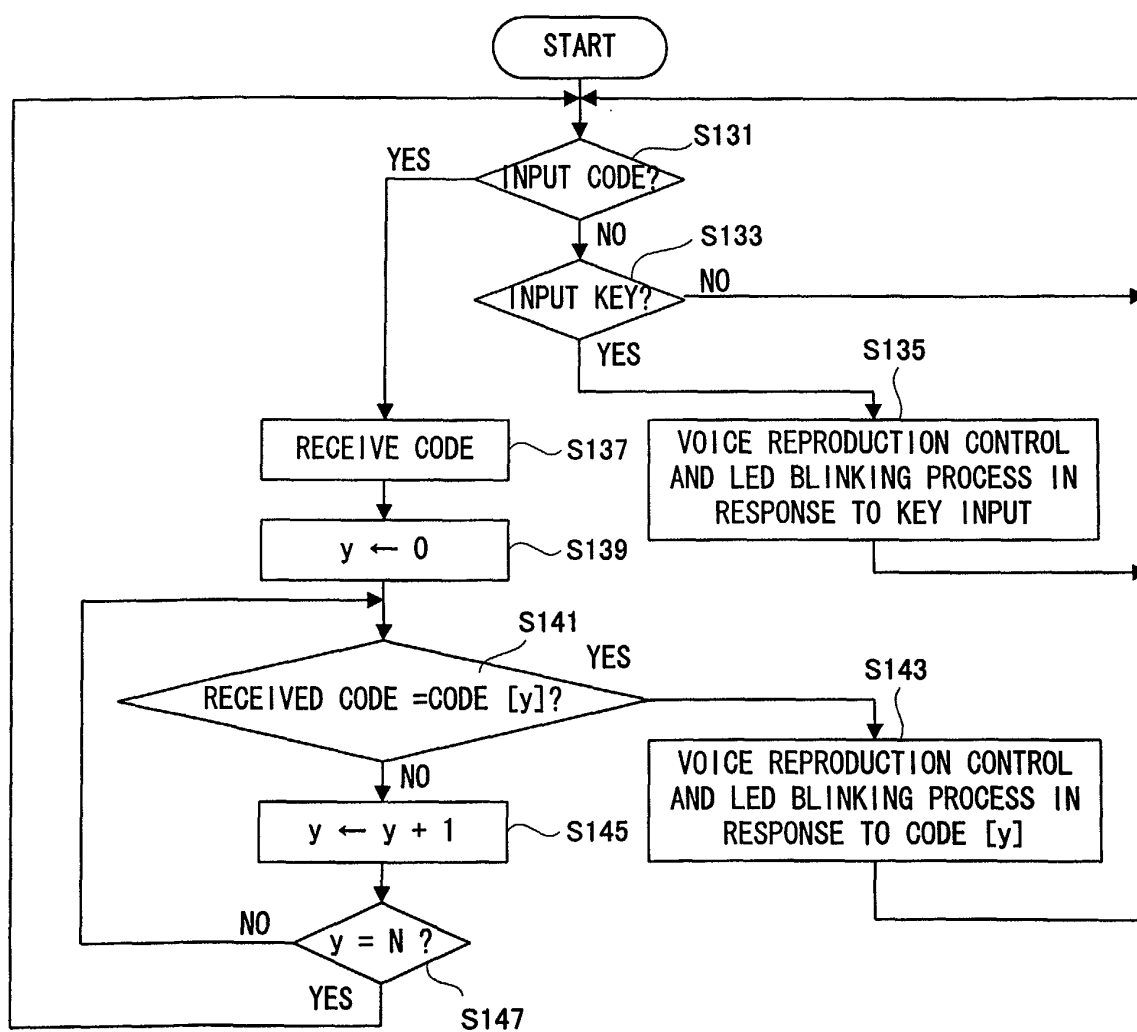 START
S131
YES
INPUT CODE?
NO
S133
INPUT KEY?
NO
YES
S135
RECEIVE CODE
S137
VOICE REPRODUCTION CONTROL
AND LED BLINKING PROCESS IN
RESPONSE TO KEY INPUT
y ← 0
S139
S141
YES
RECEIVED CODE =CODE [y]?
S143
NO
VOICE REPRODUCTION CONTROL
AND LED BLINKING PROCESS IN
RESPONSE TO CODE [y]
y ← y + 1
S145
NO
y = N ?
YES
S147